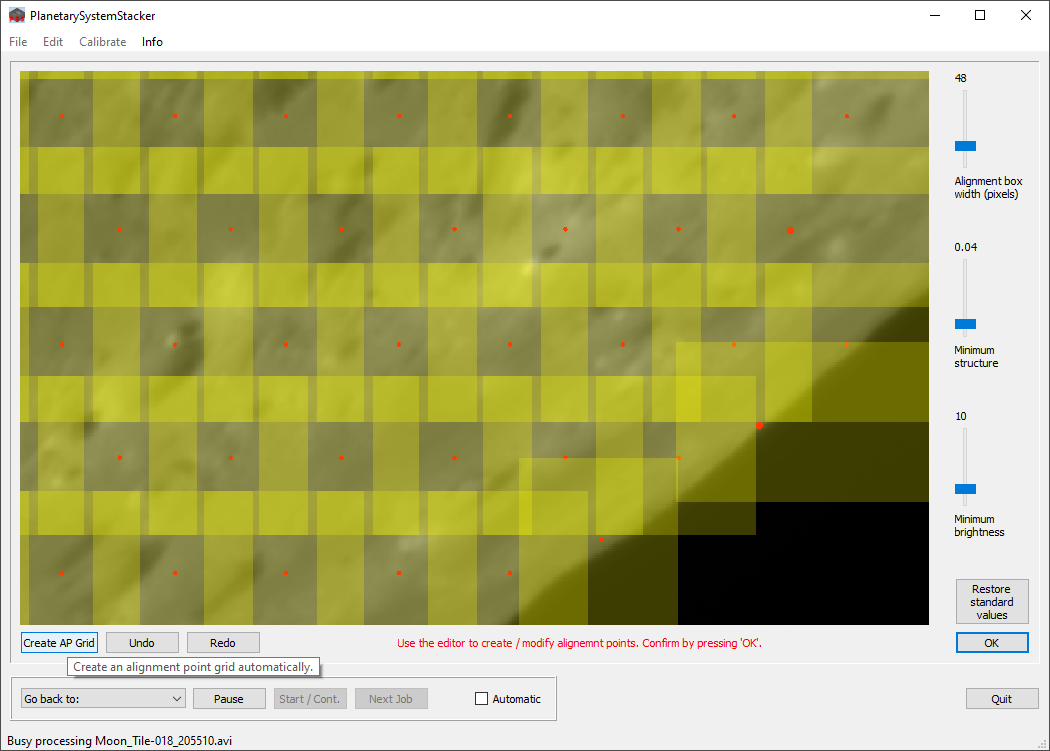 PlanetarySystemStacker
File Edit Calibrate Info
48
Alignment box
width (pixels)
0.04
Minimum
structure
10
Minimum
brightness
Restore
standard
values
Create AP Grid Undo Redo Use the editor to create / modify alignemnt points. Confirm by pressing 'OK'. OK
Create an alignment point grid automatically.
Go back to: Pause Start / Cont. Next Job Automatic Quit
Busy processing Moon_Tile-018_205510.avi